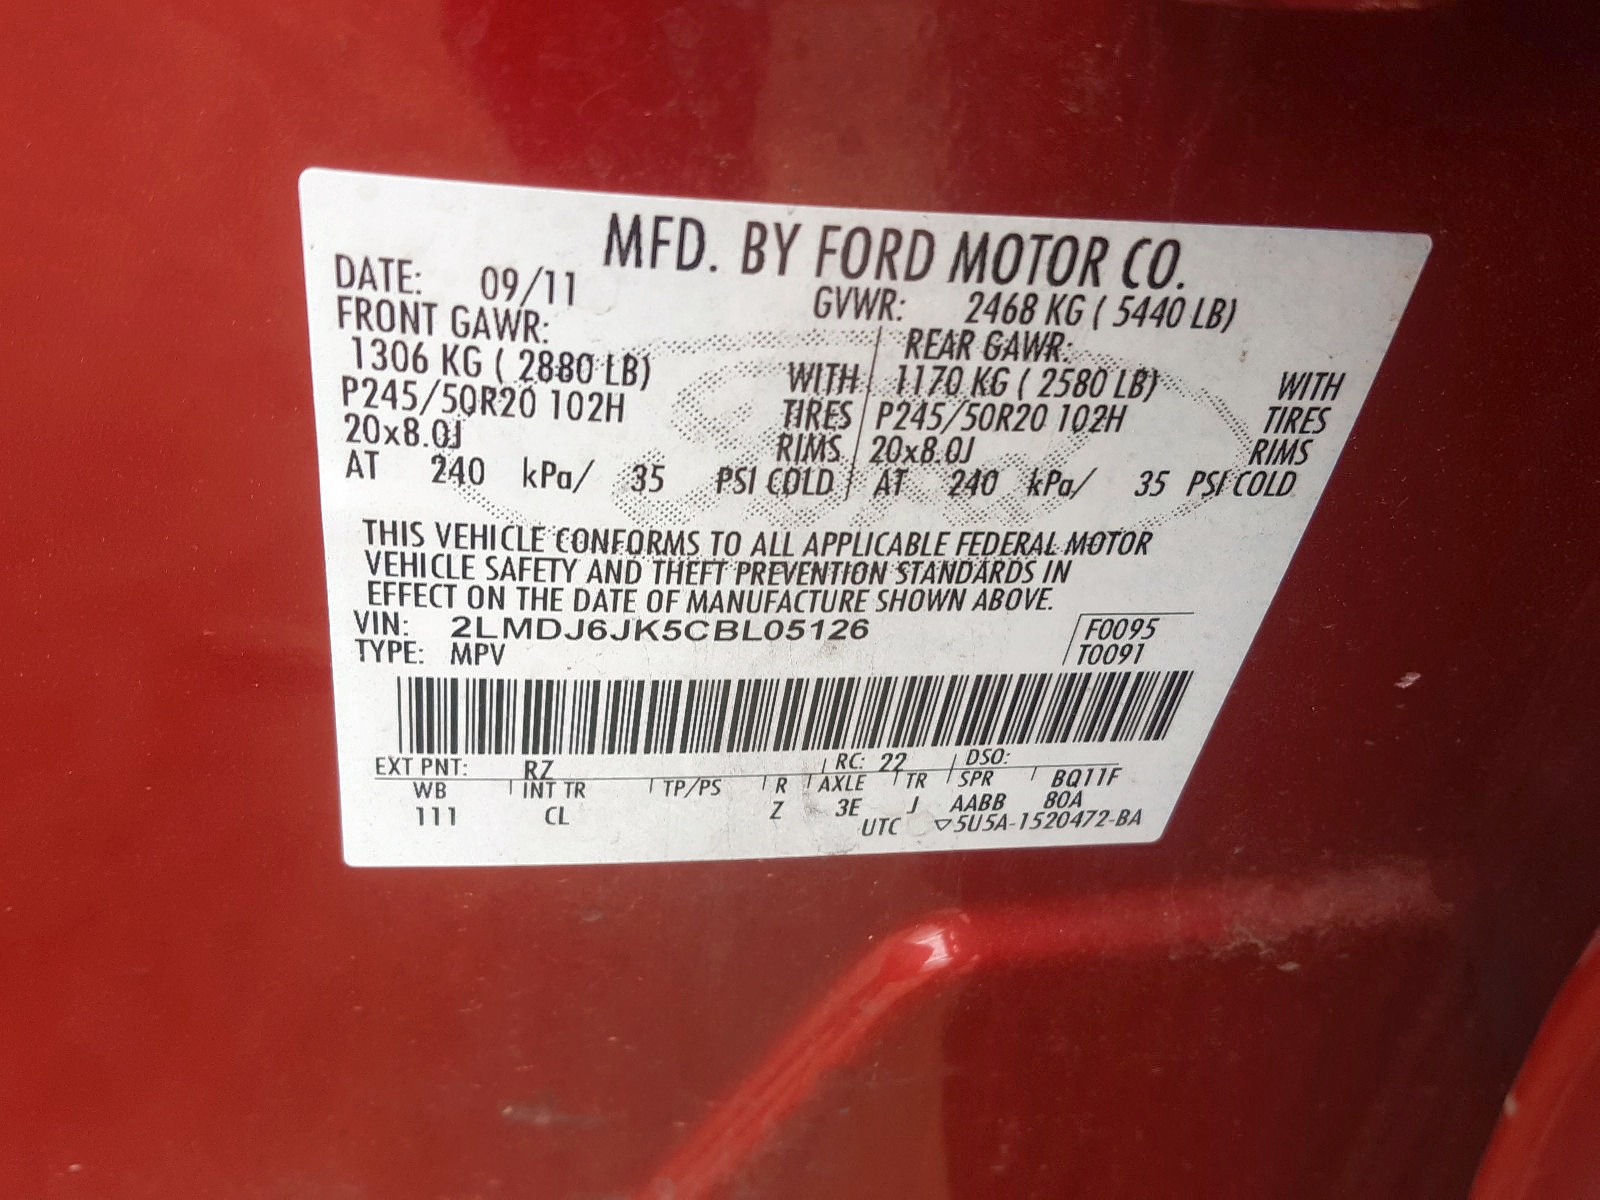 MFD. BY FORD MOTOR CO.
DATE: 09/11 GVWR: 2468 KG ( 5440 LB)
FRONT GAWR: REAR GAWR:
1306 KG ( 2880 LB) WITH 1170 KG ( 2580 LB) WITH
P245/50R20 102H TIRES P245/50R20 102H TIRES
20x8.0J RIMS 20x8.0J RIMS
AT 240 kPa/ 35 PSI COLD AT 240 kPa/ 35 PSI COLD
THIS VEHICLE CONFORMS TO ALL APPLICABLE FEDERAL MOTOR
VEHICLE SAFETY AND THEFT PREVENTION STANDARDS IN
EFFECT ON THE DATE OF MANUFACTURE SHOWN ABOVE.
VIN: 2LMDJ6JK5CBL05126 F0095
TYPE: MPV T0091
EXT PNT: RZ RC: 22 DSO:
WB INT TR TP/PS R AXLE TR SPR BQ11F
111 CL Z 3E J AABB 80A
UTC ▽5U5A-1520472-BA